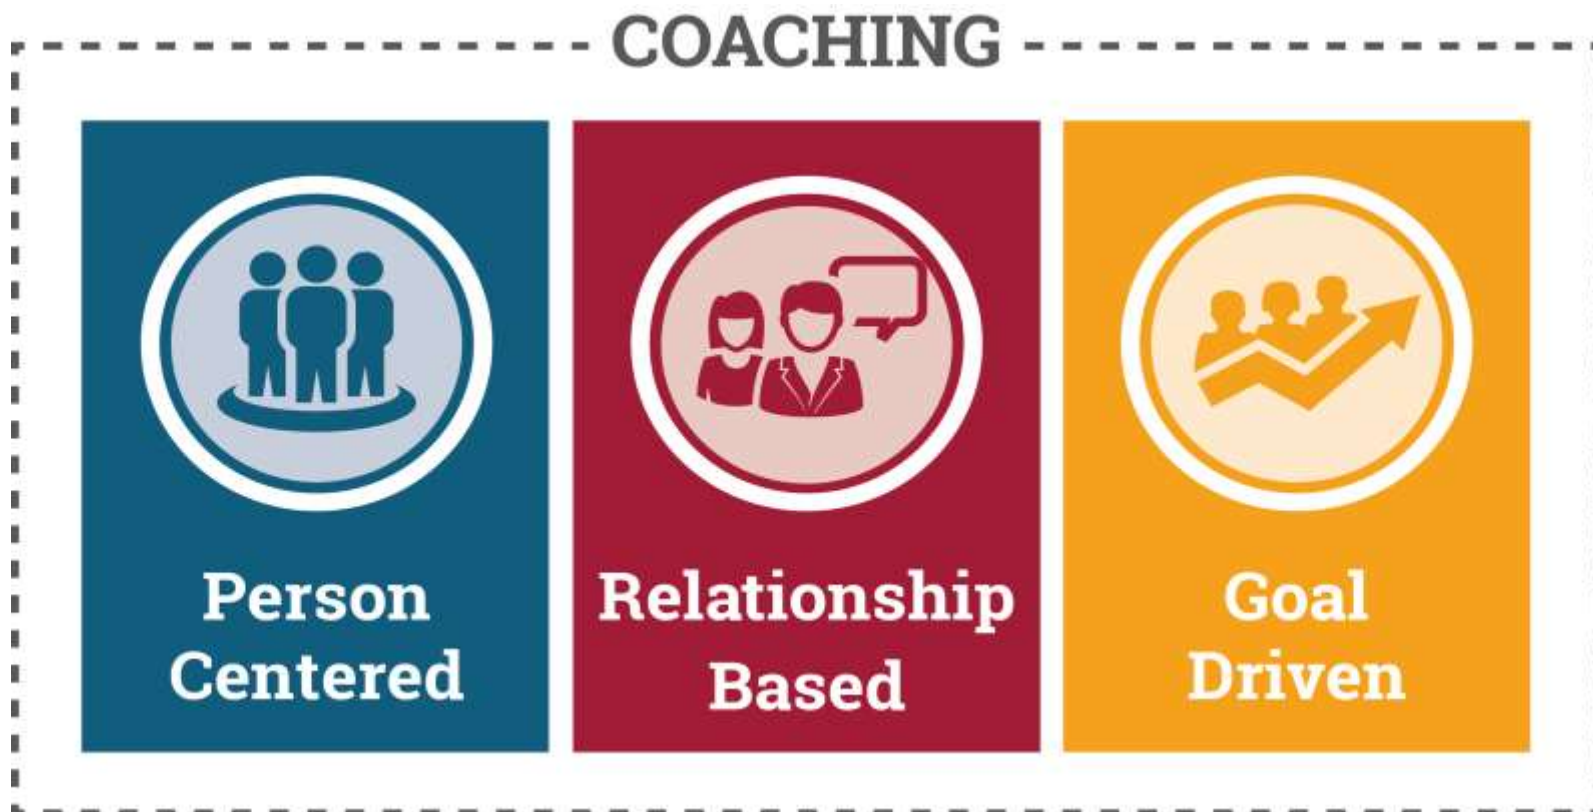 COACHING
Person
Centered
Relationship
Based
Goal
Driven